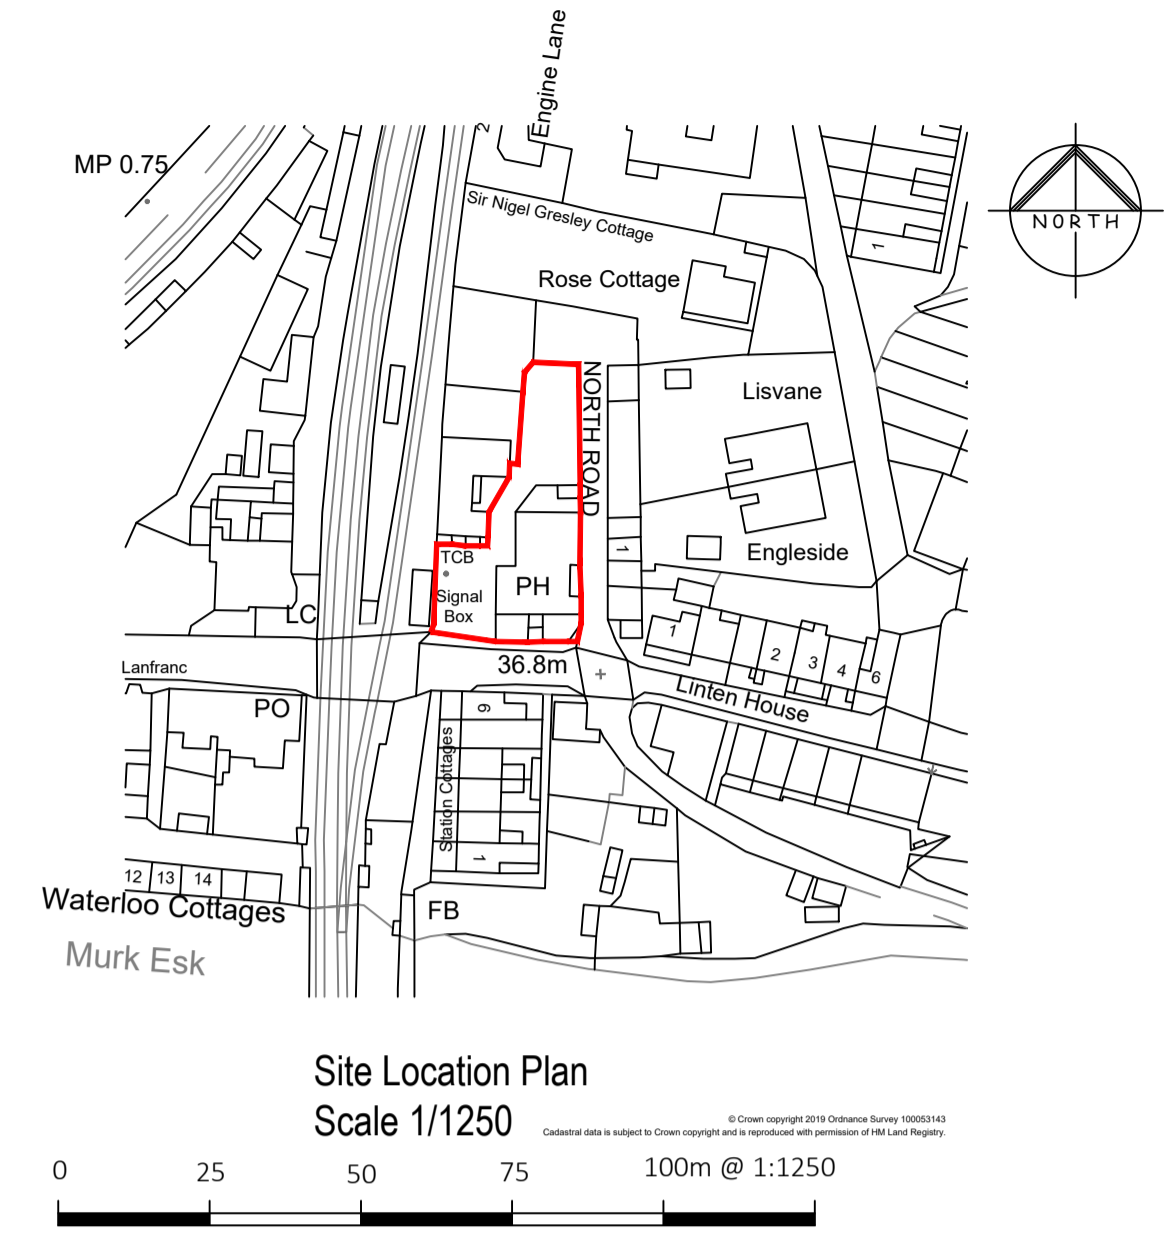 Engine Lane
MP 0.75
2
Sir Nigel Gresley Cottage
NORTH
1
Rose Cottage
NORTH ROAD
Lisvane
1
Engleside
TCB
Signal
Box
PH
LC
1
2
3
4
6
Lanfranc
36.8m
Linten House
PO
6
Station Cottages
1
12
13
14
Waterloo Cottages
FB
Murk Esk
Site Location Plan
Scale 1/1250
© Crown copyright 2019 Ordnance Survey 100053143
Cadastral data is subject to Crown copyright and is reproduced with permission of HM Land Registry.
0
25
50
75
100m @ 1:1250